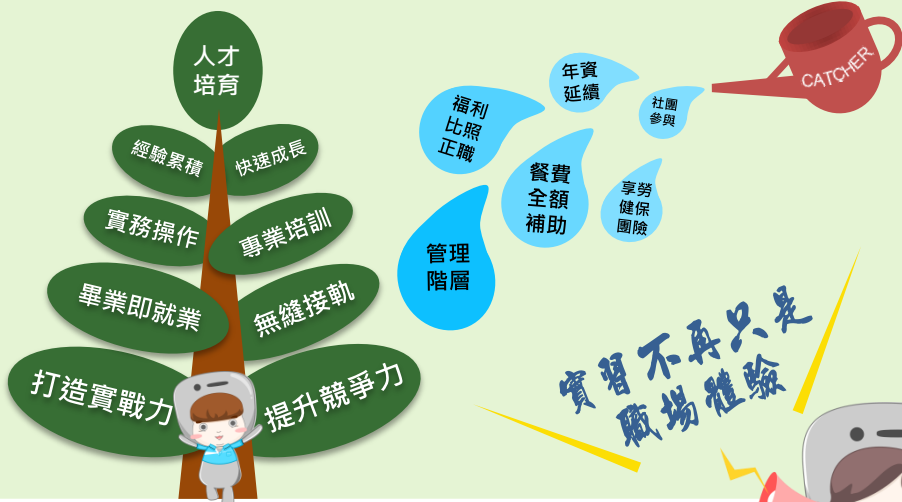 人才
培育
經驗累積
快速成長
實務操作
專業培訓
畢業即就業
無縫接軌
打造實戰力
提升競爭力
福利
比照
正職
年資
延續
社團
參與
餐費
全額
補助
享勞
健保
團險
管理
階層
CATCHER
實習不再只是
職場體驗